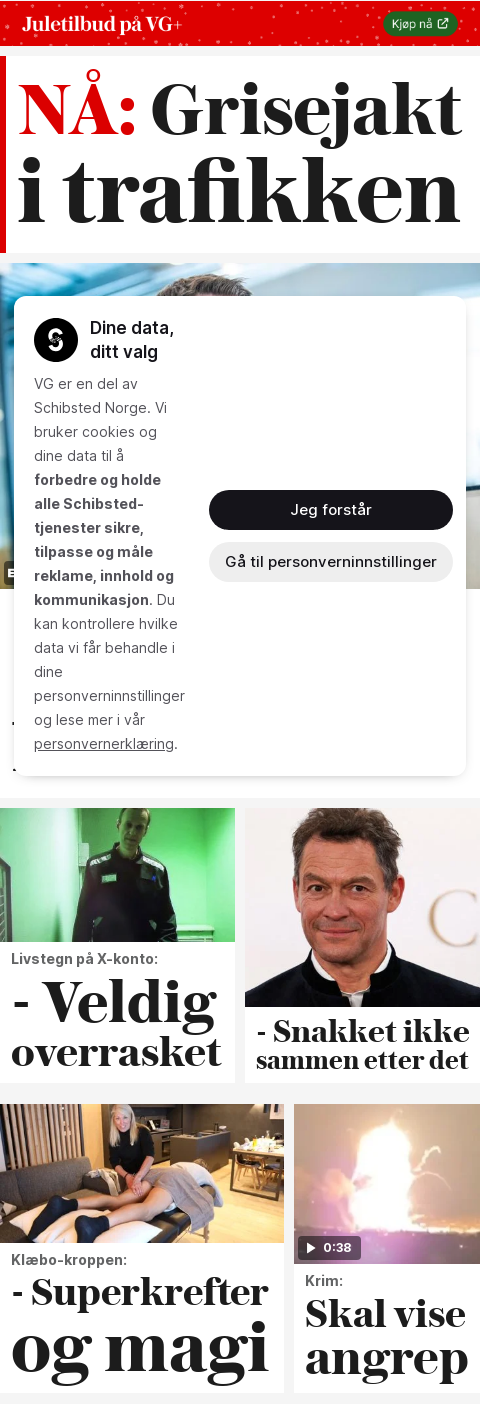 Juletilbud på VG+
Kjøp nå
NÅ: Grisejakt
i trafikken
Dine data,
ditt valg
VG er en del av
Schibsted Norge. Vi
bruker cookies og
dine data til å
forbedre og holde
alle Schibsted-
tjenester sikre,
tilpasse og måle
reklame, innhold og
kommunikasjon. Du
kan kontrollere hvilke
data vi får behandle i
dine
personverninnstillinger
og lese mer i vår
personvernerklæring.
Jeg forstår
Gå til personverninnstillinger
Livstegn på X-konto:
- Veldig
overrasket
- Snakket ikke
sammen etter det
Klæbo-kroppen:
- Superkrefter
og magi
0:38
Krim:
Skal vise
angrep